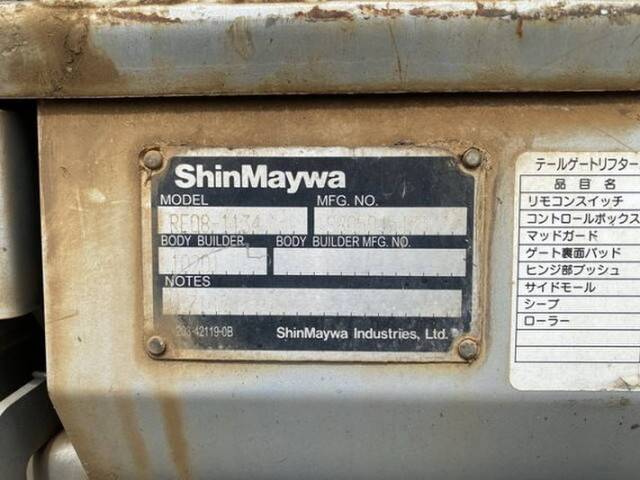 ShinMaywa
MODEL MFG. NO.
RE08-1134
BODY BUILDER BODY BUILDER MFG. NO.
NOTES
203-42119-0B ShinMaywa Industries, Ltd.
テールゲートリフター
品目名
リモコンスイッチ
コントロールボックス
マッドガード
ゲート裏面パッド
ヒンジ部ブッシュ
サイドモール
シーブ
ローラー